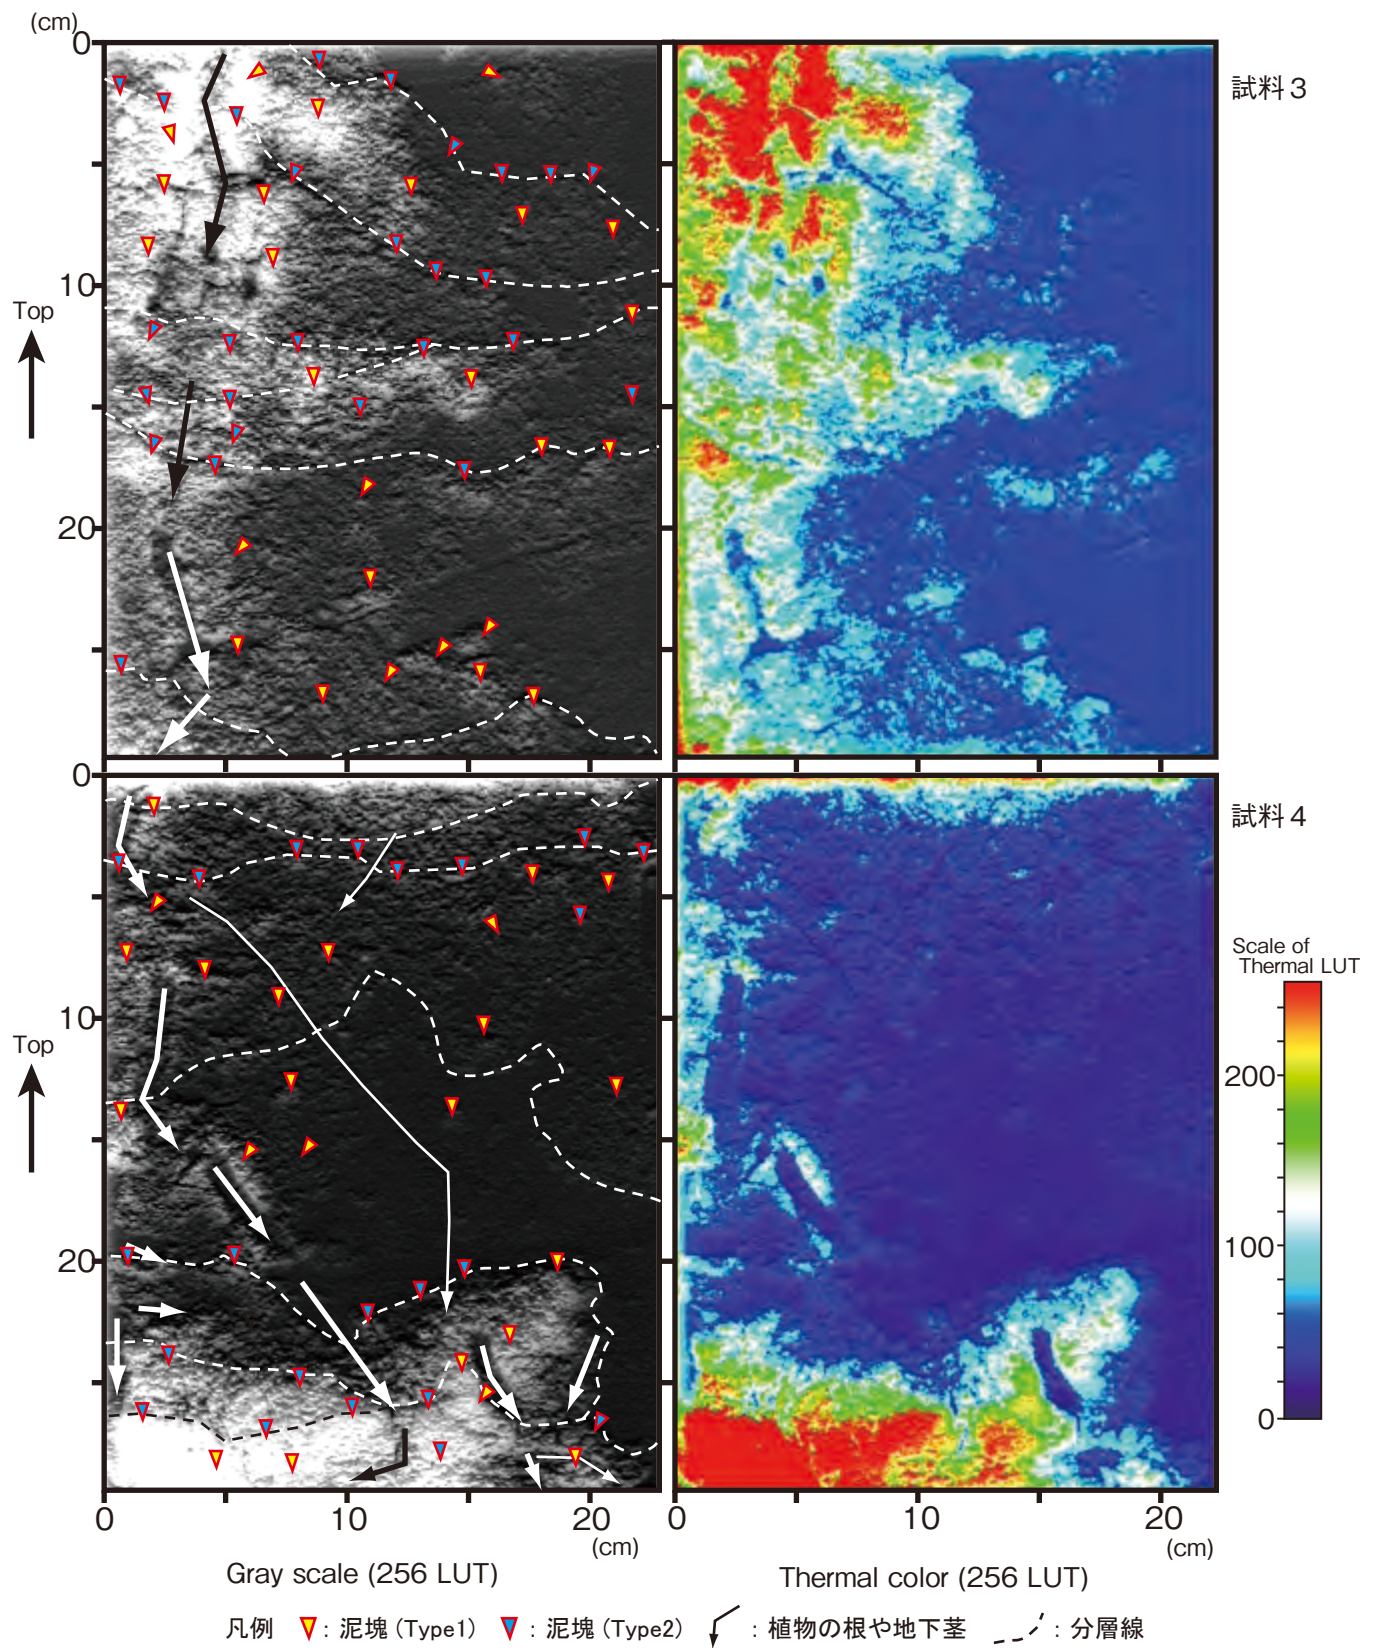 (cm)
0
10
20
Top
試料３
0
10
20
Top
試料４
Scale of
Thermal LUT
200
100
0
0 10 20
(cm)
0 10 20
(cm)
Gray scale (256 LUT)
Thermal color (256 LUT)
凡例 : 泥塊 (Type1) : 泥塊 (Type2) : 植物の根や地下茎 : 分層線